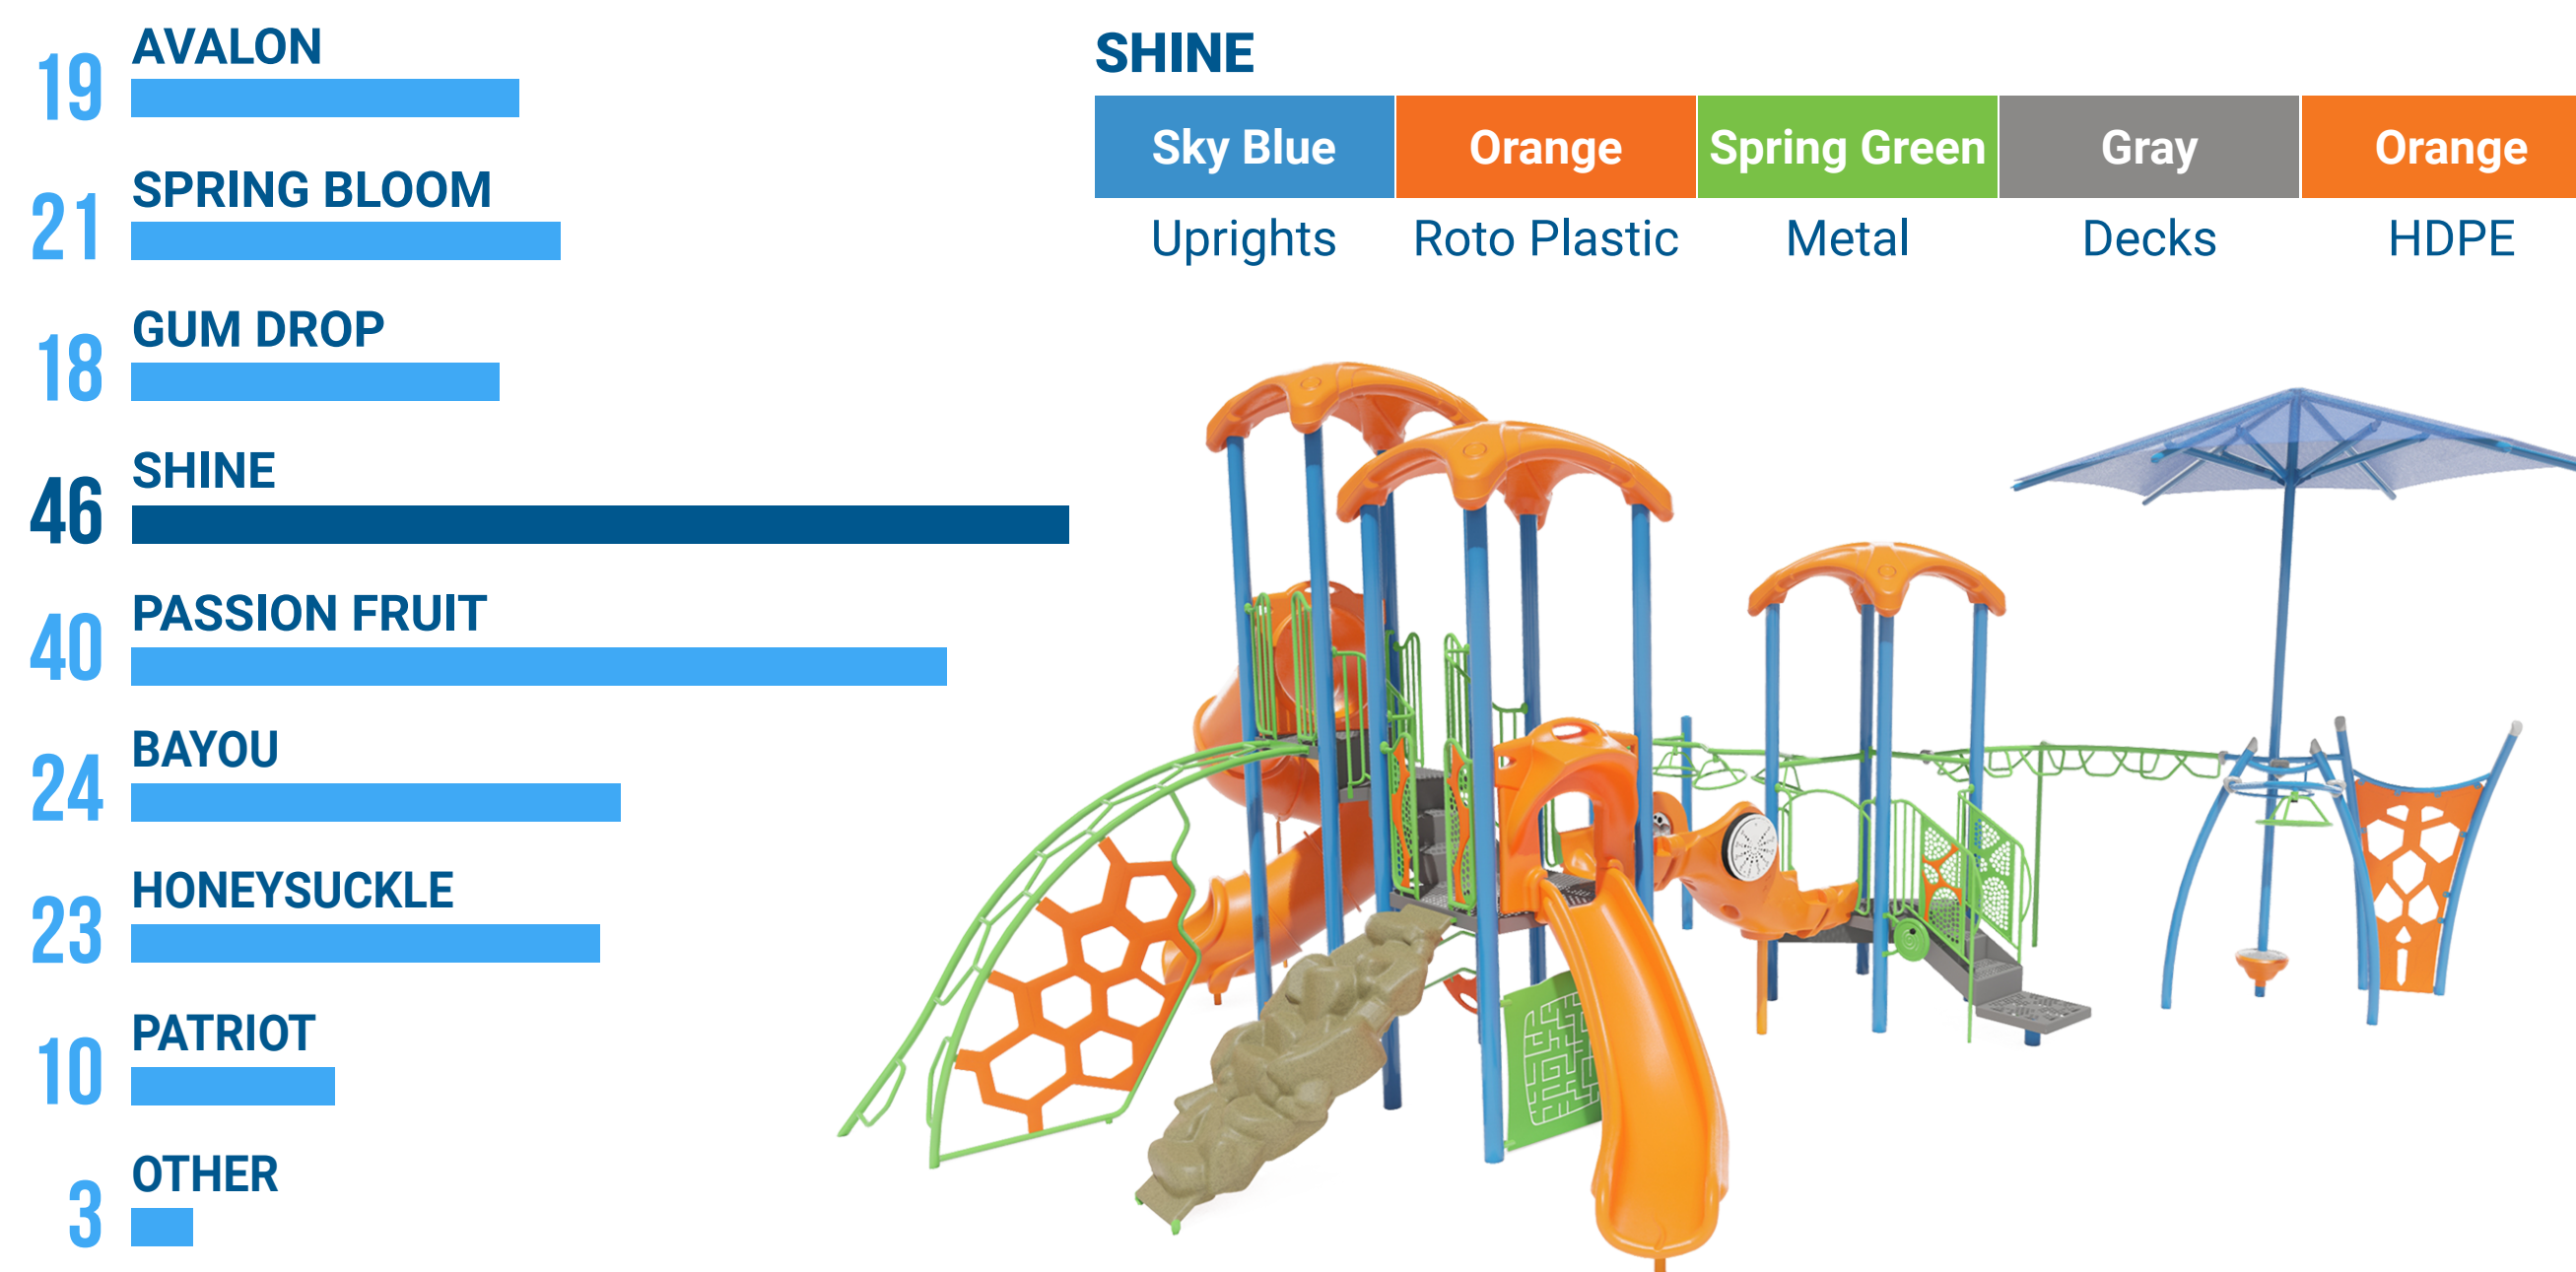 AVALON
19
SPRING BLOOM
21
GUM DROP
18
SHINE
46
PASSION FRUIT
40
BAYOU
24
HONEYSUCKLE
23
PATRIOT
10
OTHER
3
SHINE
Sky Blue Orange Spring Green Gray Orange
Uprights Roto Plastic Metal Decks HDPE